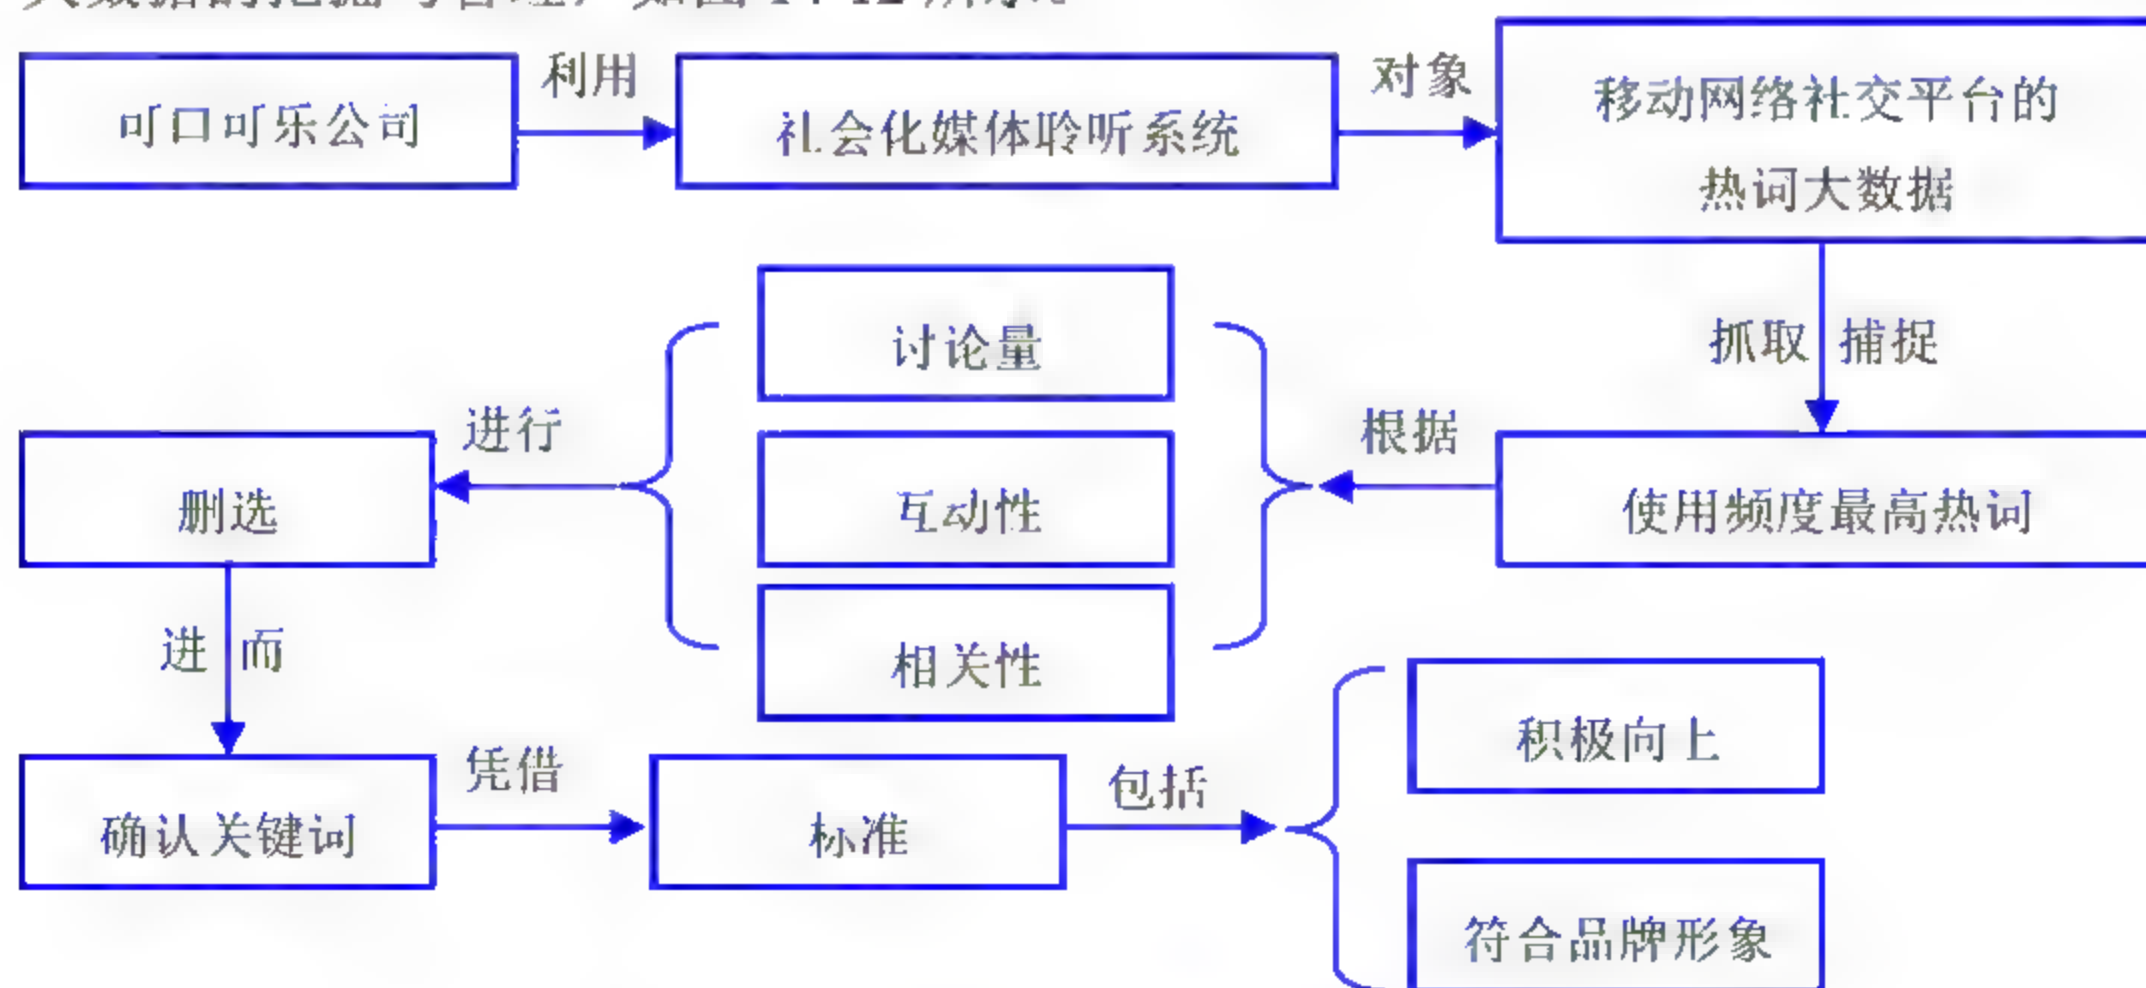 可口可乐公司
利用
社会化媒体聆听系统
对象
移动网络社交平台的
热词大数据
抓取 捕捉
使用频度最高热词
根据
讨论量
互动性
相关性
进行
删选
进 而
确认关键词
凭借
标准
包括
积极向上
符合品牌形象